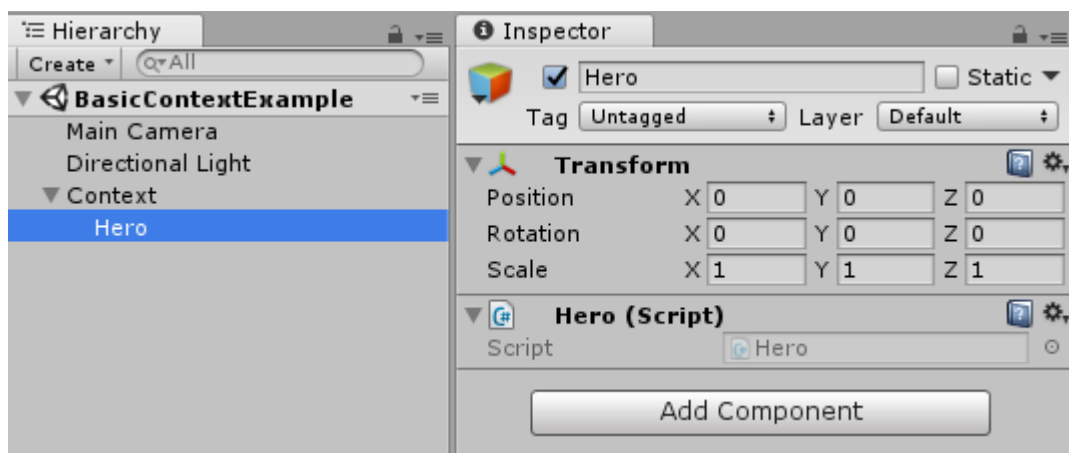 Hierarchy
Create All
BasicContextExample
Main Camera
Directional Light
Context
Hero
Inspector
Hero Static
Tag Untagged Layer Default
Transform
Position X 0 Y 0 Z 0
Rotation X 0 Y 0 Z 0
Scale X 1 Y 1 Z 1
Hero (Script)
Script Hero
Add Component